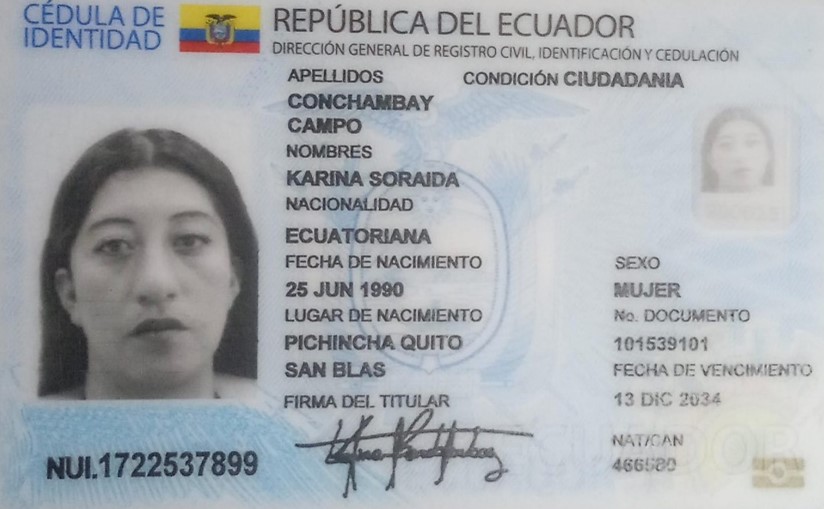 CÉDULA DE
IDENTIDAD
REPÚBLICA DEL ECUADOR
DIRECCIÓN GENERAL DE REGISTRO CIVIL, IDENTIFICACIÓN Y CEDULACIÓN
APELLIDOS
CONDICIÓN CIUDADANIA
CONCHAMBAY
CAMPO
NOMBRES
KARINA SORAIDA
NACIONALIDAD
ECUATORIANA
FECHA DE NACIMIENTO
25 JUN 1990
LUGAR DE NACIMIENTO
PICHINCHA QUITO
SAN BLAS
FIRMA DEL TITULAR
SEXO
MUJER
No. DOCUMENTO
101539101
FECHA DE VENCIMIENTO
13 DIC 2034
NAT/CAN
NUI.1722537899